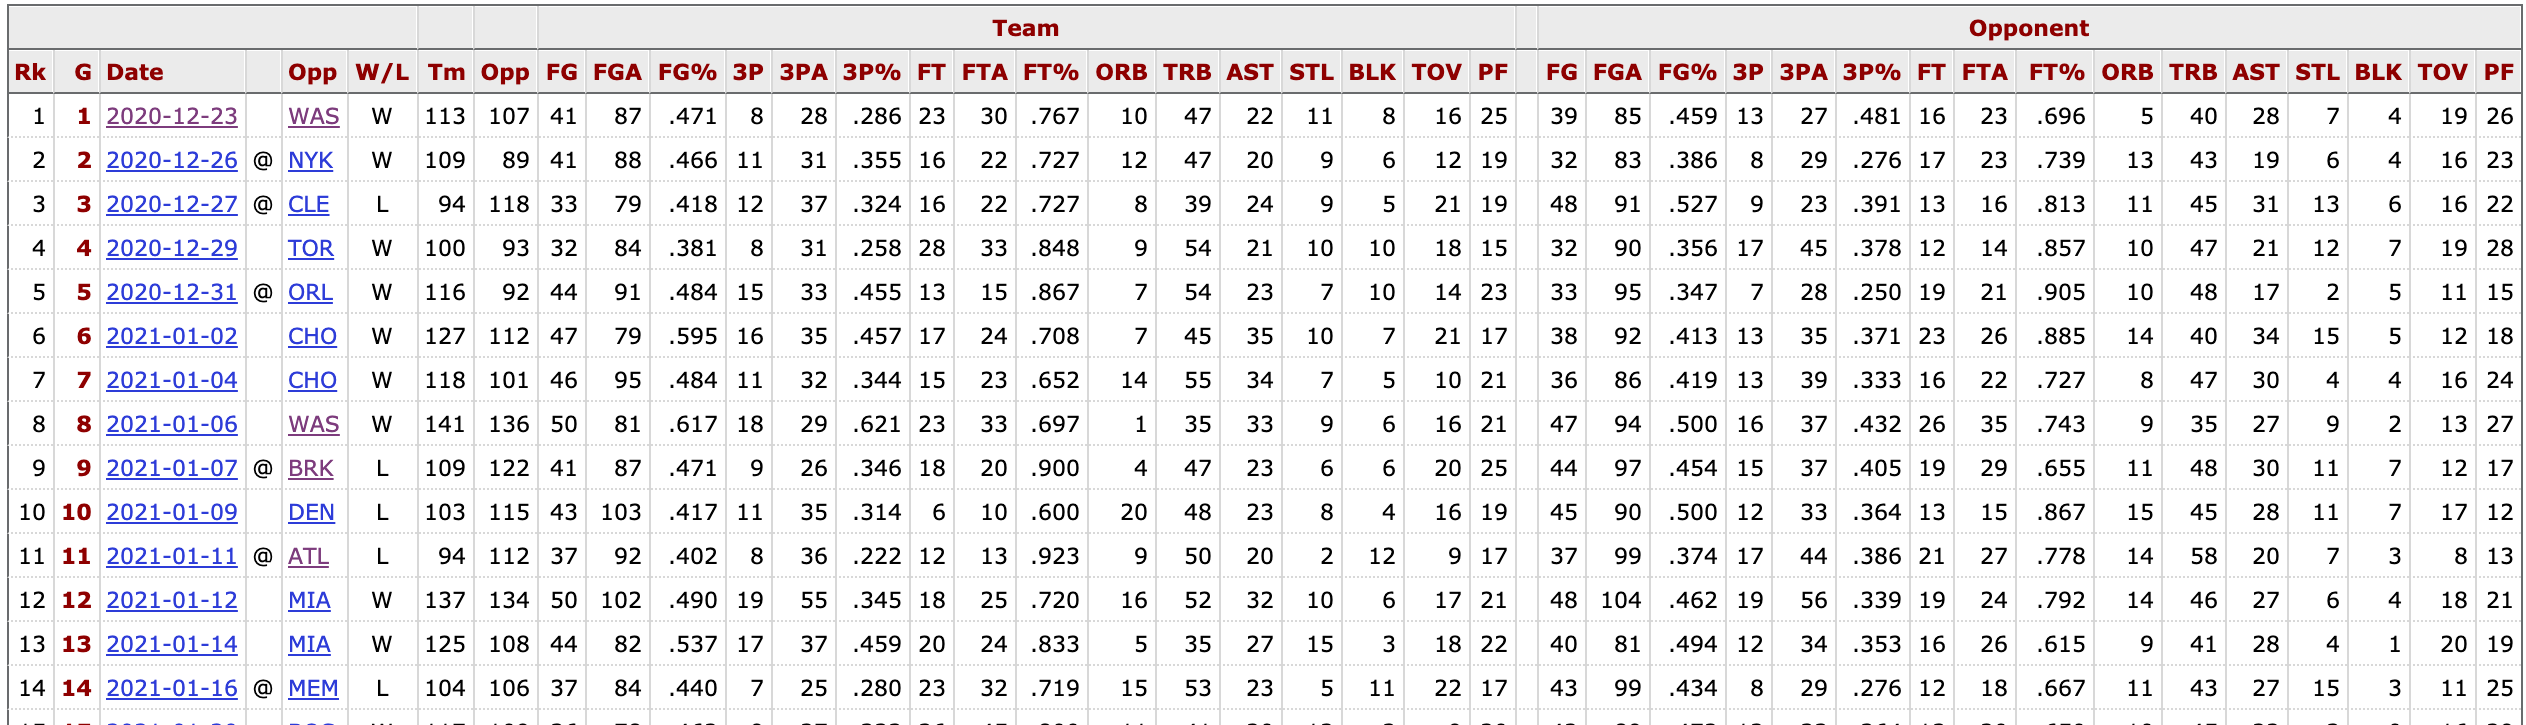 Team Opponent
Rk G Date Opp W/L Tm Opp FG FGA FG% 3P 3PA 3P% FT FTA FT% ORB TRB AST STL BLK TOV PF FG FGA FG% 3P 3PA 3P% FT FTA FT% ORB TRB AST STL BLK TOV PF
1 1 2020-12-23 WAS W 113 107 41 87 .471 8 28 .286 23 30 .767 10 47 22 11 8 16 25 39 85 .459 13 27 .481 16 23 .696 5 40 28 7 4 19 26
2 2 2020-12-26 @ NYK W 109 89 41 88 .466 11 31 .355 16 22 .727 12 47 20 9 6 12 19 32 83 .386 8 29 .276 17 23 .739 13 43 19 6 4 16 23
3 3 2020-12-27 @ CLE L 94 118 33 79 .418 12 37 .324 16 22 .727 8 39 24 9 5 21 19 48 91 .527 9 23 .391 13 16 .813 11 45 31 13 6 16 22
4 4 2020-12-29 TOR W 100 93 32 84 .381 8 31 .258 28 33 .848 9 54 21 10 10 18 15 32 90 .356 17 45 .378 12 14 .857 10 47 21 12 7 19 28
5 5 2020-12-31 @ ORL W 116 92 44 91 .484 15 33 .455 13 15 .867 7 54 23 7 10 14 23 33 95 .347 7 28 .250 19 21 .905 10 48 17 2 5 11 15
6 6 2021-01-02 CHO W 127 112 47 79 .595 16 35 .457 17 24 .708 7 45 35 10 7 21 17 38 92 .413 13 35 .371 23 26 .885 14 40 34 15 5 12 18
7 7 2021-01-04 CHO W 118 101 46 95 .484 11 32 .344 15 23 .652 14 55 34 7 5 10 21 36 86 .419 13 39 .333 16 22 .727 8 47 30 4 4 16 24
8 8 2021-01-06 WAS W 141 136 50 81 .617 18 29 .621 23 33 .697 1 35 33 9 6 16 21 47 94 .500 16 37 .432 26 35 .743 9 35 27 9 2 13 27
9 9 2021-01-07 @ BRK L 109 122 41 87 .471 9 26 .346 18 20 .900 4 47 23 6 6 20 25 44 97 .454 15 37 .405 19 29 .655 11 48 30 11 7 12 17
10 10 2021-01-09 DEN L 103 115 43 103 .417 11 35 .314 6 10 .600 20 48 23 8 4 16 19 45 90 .500 12 33 .364 13 15 .867 15 45 28 11 7 17 12
11 11 2021-01-11 @ ATL L 94 112 37 92 .402 8 36 .222 12 13 .923 9 50 20 2 12 9 17 37 99 .374 17 44 .386 21 27 .778 14 58 20 7 3 8 13
12 12 2021-01-12 MIA W 137 134 50 102 .490 19 55 .345 18 25 .720 16 52 32 10 6 17 21 48 104 .462 19 56 .339 19 24 .792 14 46 27 6 4 18 21
13 13 2021-01-14 MIA W 125 108 44 82 .537 17 37 .459 20 24 .833 5 35 27 15 3 18 22 40 81 .494 12 34 .353 16 26 .615 9 41 28 4 1 20 19
14 14 2021-01-16 @ MEM L 104 106 37 84 .440 7 25 .280 23 32 .719 15 53 23 5 11 22 17 43 99 .434 8 29 .276 12 18 .667 11 43 27 15 3 11 25